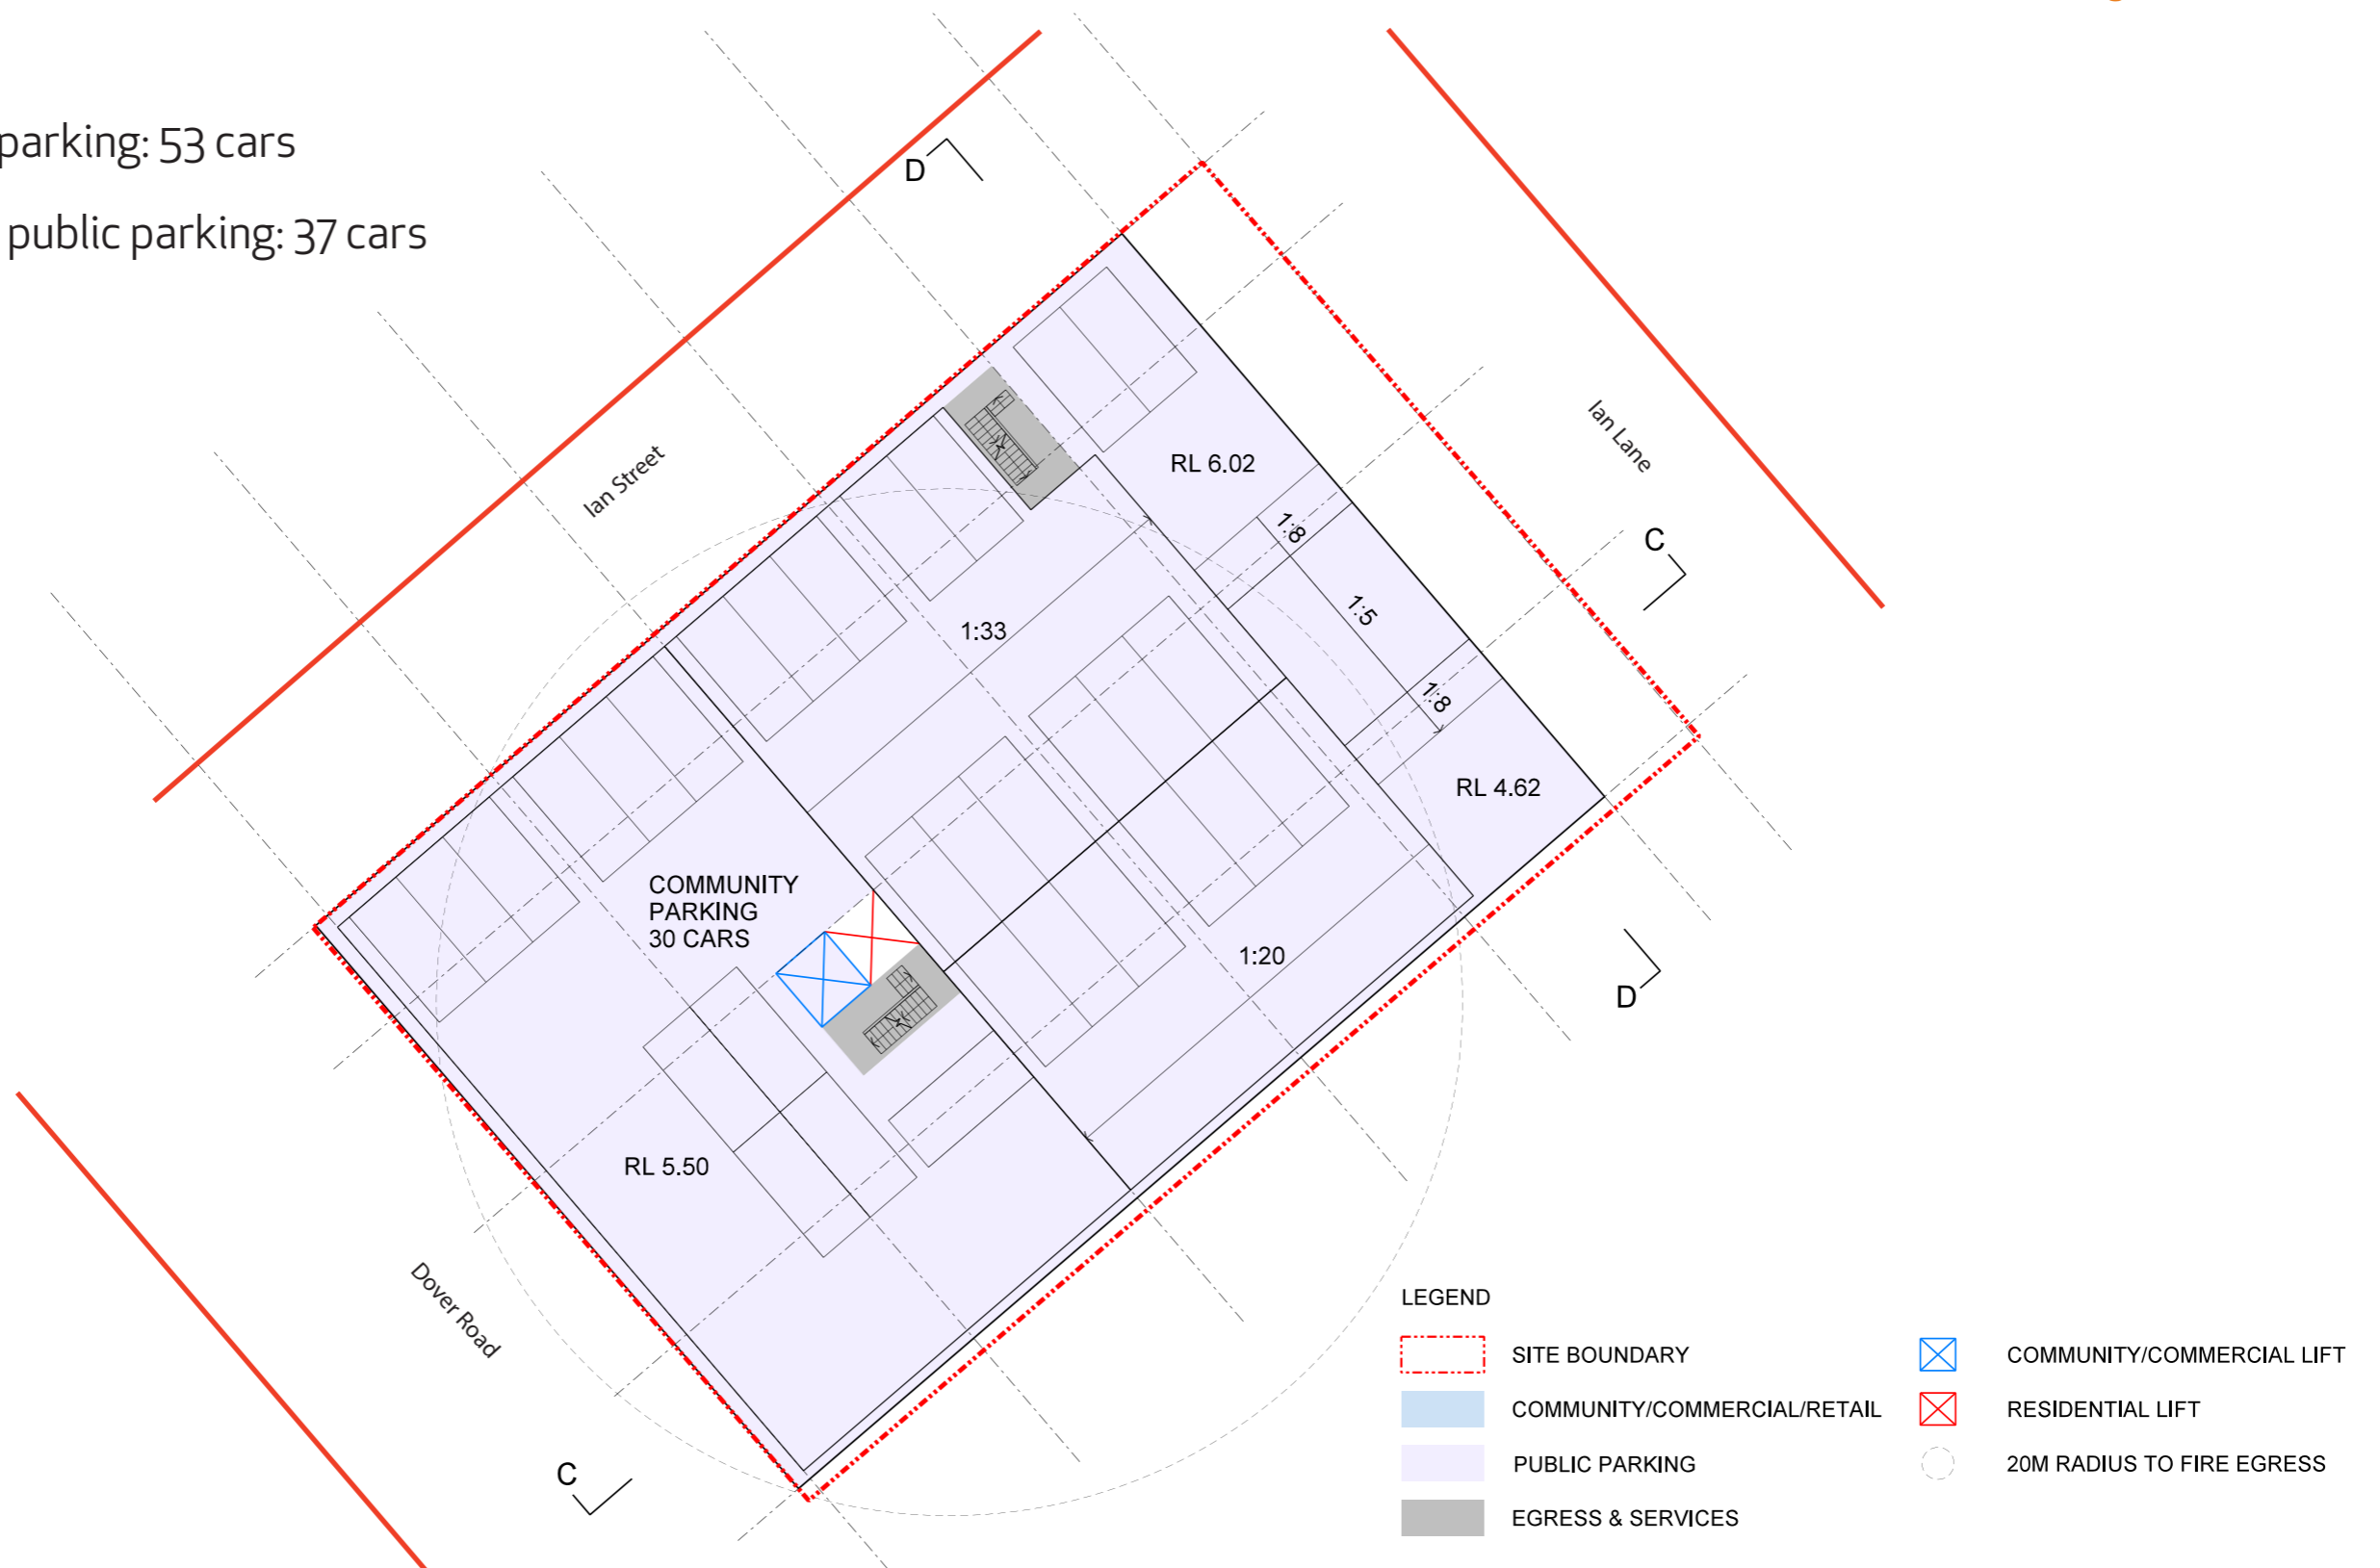 parking: 53 cars
public parking: 37 cars
D
Ian Street
Ian Lane
RL 6.02
1:8
C
1:5
1:33
1:8
RL 4.62
COMMUNITY
PARKING
30 CARS
1:20
D
RL 5.50
Dover Road
C
LEGEND
SITE BOUNDARY
COMMUNITY/COMMERCIAL/RETAIL
PUBLIC PARKING
EGRESS & SERVICES
COMMUNITY/COMMERCIAL LIFT
RESIDENTIAL LIFT
20M RADIUS TO FIRE EGRESS